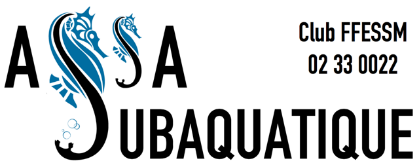 ASSA
SUBAQUATIQUE
Club FFESSM
02 33 0022